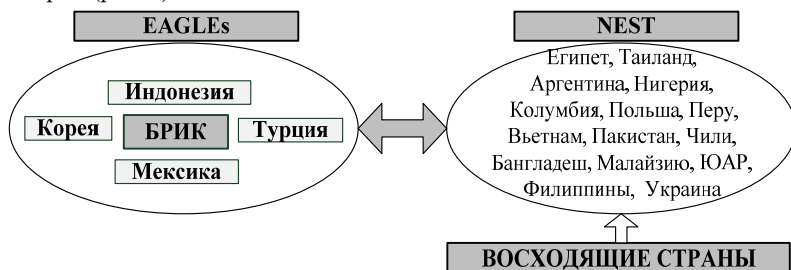 EAGLEs
NEST
Индонезия
Корея
БРИК
Турция
Мексика
Египет, Таиланд,
Аргентина, Нигерия,
Колумбия, Польша, Перу,
Вьетнам, Пакистан, Чили,
Бангладеш, Малайзию, ЮАР,
Филиппины, Украина
ВОСХОДЯЩИЕ СТРАНЫ